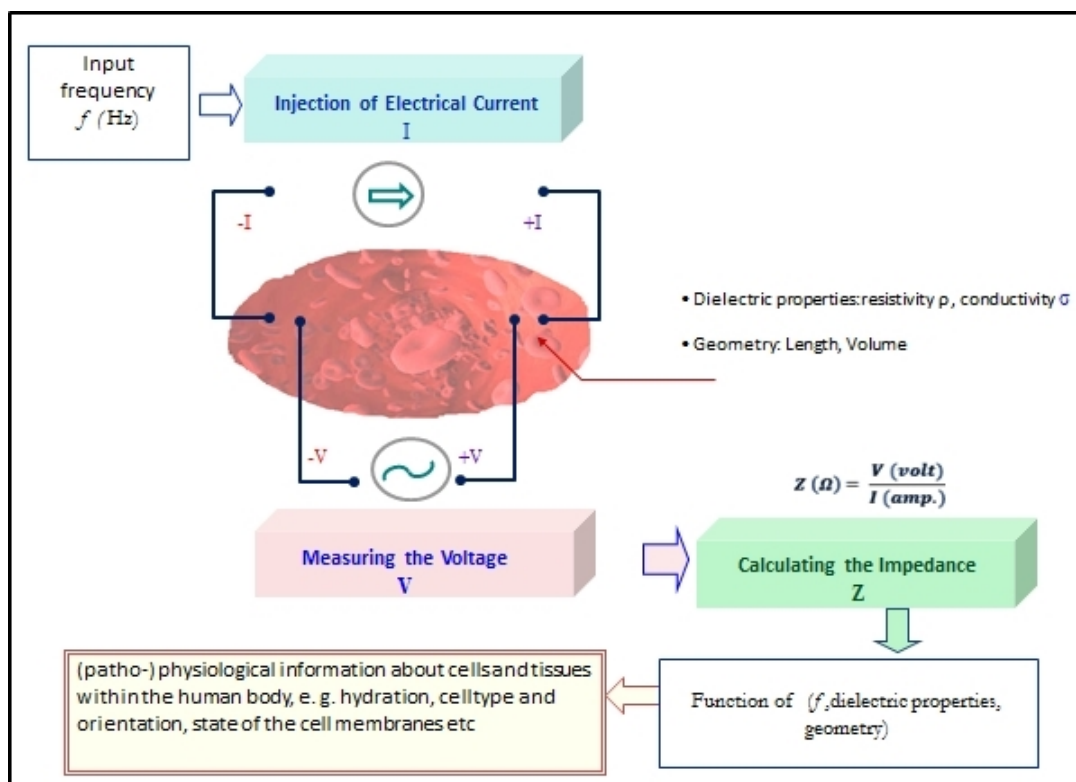 Input
frequency
f (Hz)
Injection of Electrical Current
I
-I
+I
• Dielectric properties:resistivity ρ, conductivity σ
• Geometry: Length, Volume
-V
+V
Z (Ω) = V (volt) / I (amp.)
Measuring the Voltage
V
Calculating the Impedance
Z
(patho-) physiological information about cells and tissues
within the human body, e. g. hydration, cell type and
orientation, state of the cell membranes etc
Function of (f, dielectric properties,
geometry)